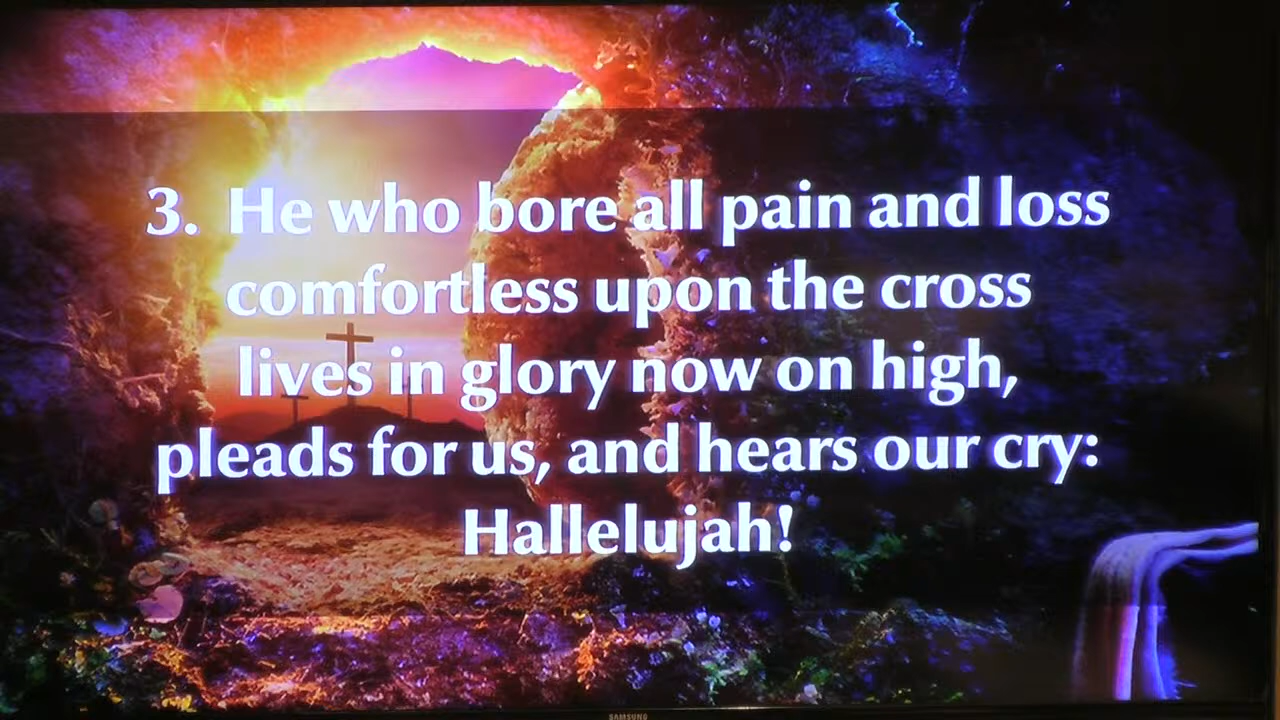 3. He who bore all pain and loss
comfortless upon the cross
lives in glory now on high,
pleads for us, and hears our cry:
Hallelujah!
SAMSUNG